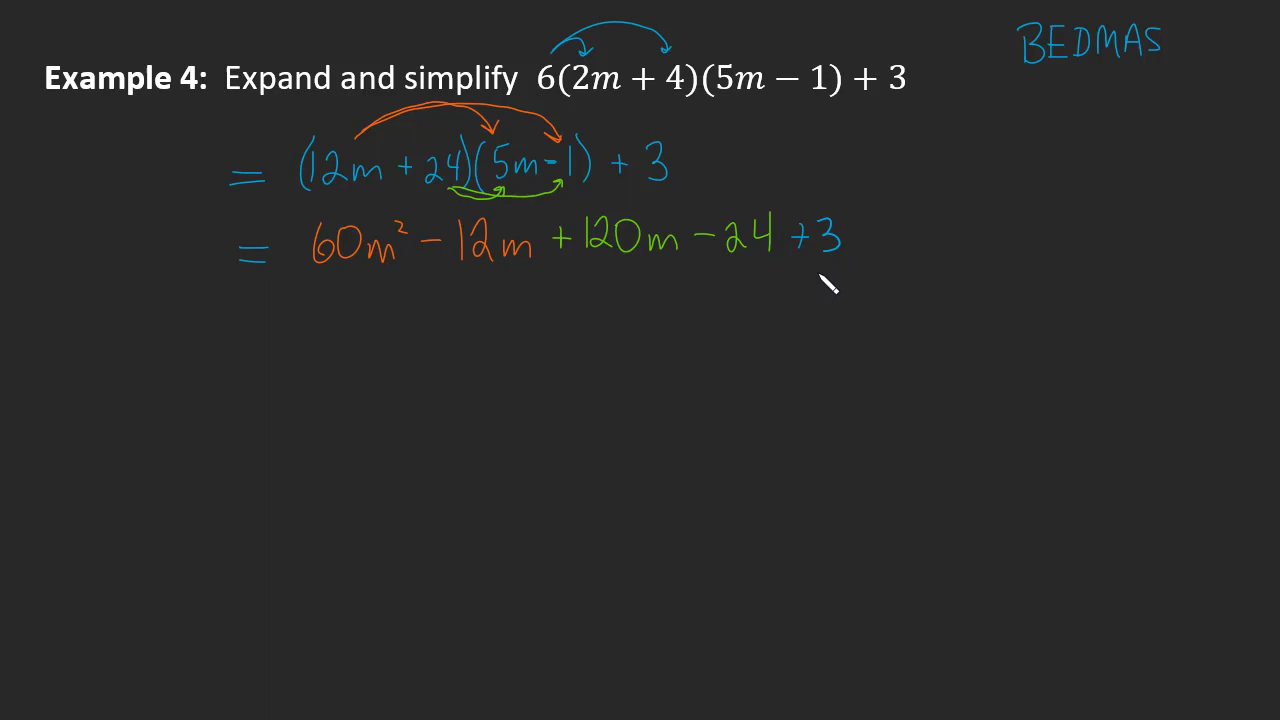 BEDMAS
Example 4: Expand and simplify 6(2m + 4)(5m − 1) + 3
= (12m + 24)(5m - 1) + 3
= 60m² - 12m + 120m - 24 + 3